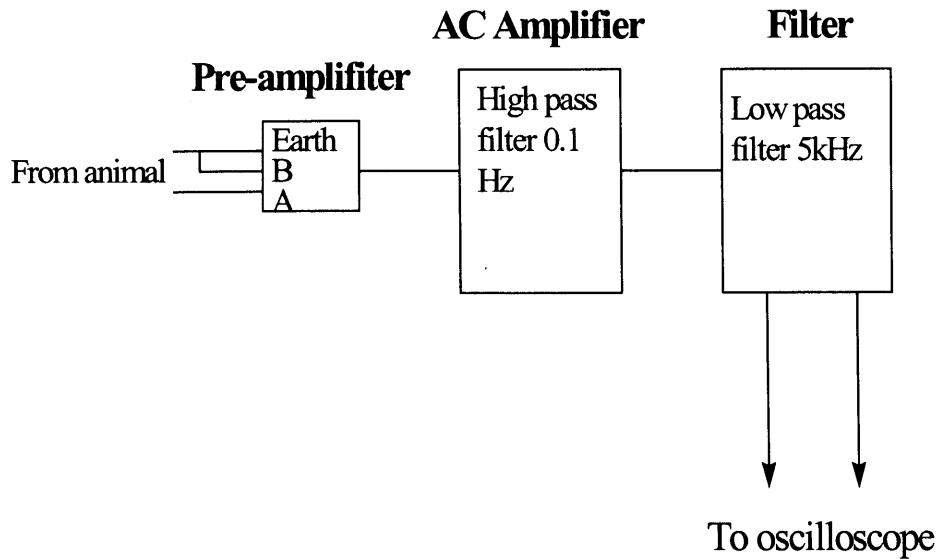 AC Amplifier
Filter
Pre-amplifiter
High pass
filter 0.1
Hz
Low pass
filter 5kHz
Earth
B
A
From animal
To oscilloscope